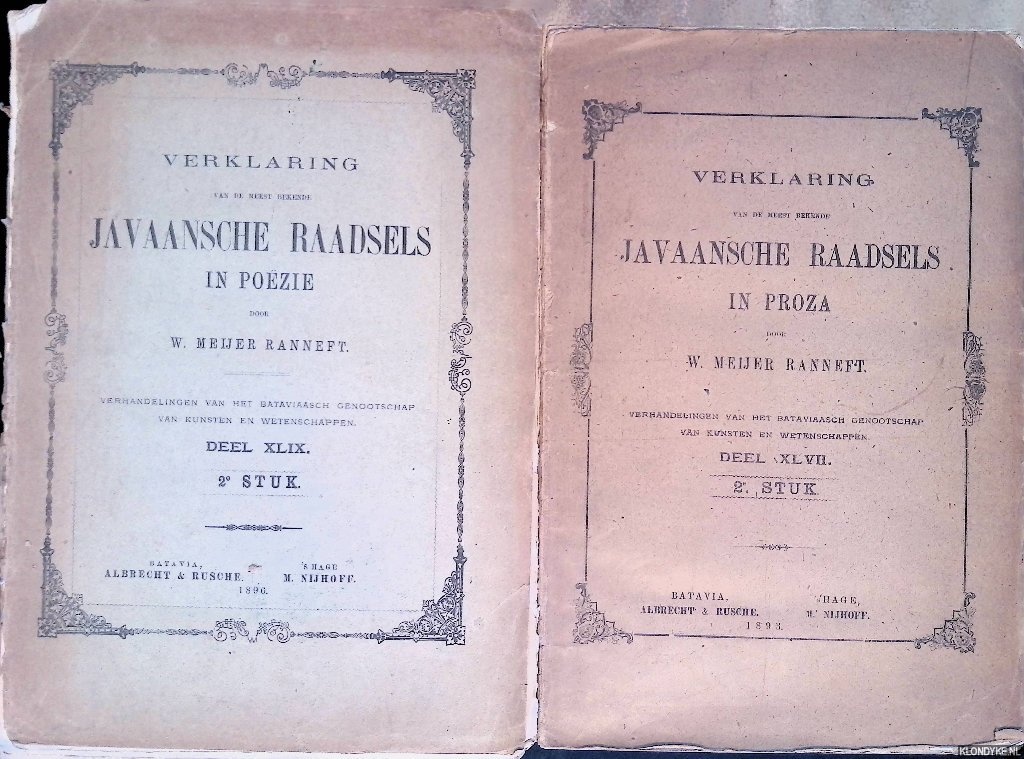 VERKLARING
VAN DE MEEST BEKENDE
JAVAANSCHE RAADSELS
IN POËZIE
DOOR
W. MEIJER RANNEFT.
VERHANDELINGEN VAN HET BATAVIAASCH GENOOTSCHAP
VAN KUNSTEN EN WETENSCHAPPEN.
DEEL XLIX.
2e STUK.
BATAVIA, 'S HAGE
ALBRECHT & RUSCHE. M. NIJHOFF.
1896.
VERKLARING
VAN DE MEEST BEKENDE
JAVAANSCHE RAADSELS
IN PROZA
DOOR
W. MEIJER RANNEFT.
VERHANDELINGEN VAN HET BATAVIAASCH GENOOTSCHAP
VAN KUNSTEN EN WETENSCHAPPEN.
DEEL XLVII.
2e STUK
BATAVIA, 'SHAGE,
ALBRECHT & RUSCHE. M. NIJHOFF.
1893.
KLONDYKE.NL